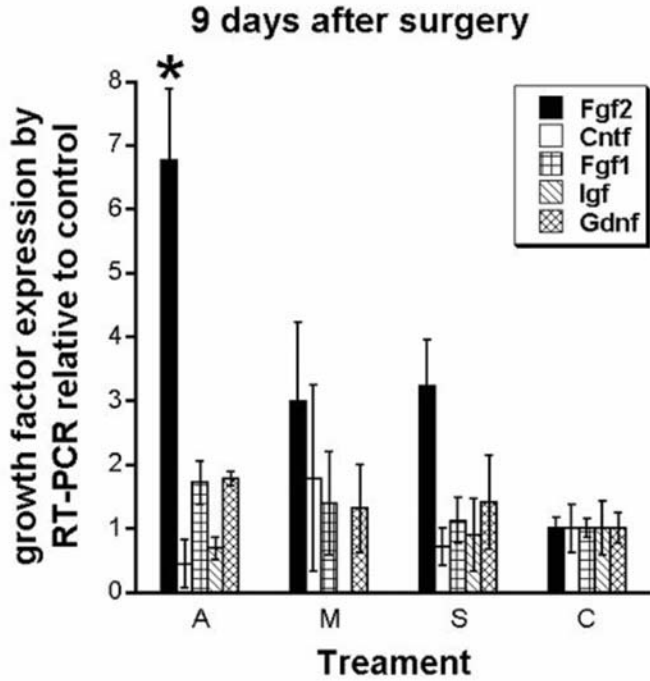 9 days after surgery
growth factor expression by
RT-PCR relative to control
*
8
7
6
5
4
3
2
1
0
Fgf2
Cntf
Fgf1
Igf
Gdnf
A M S C
Treament